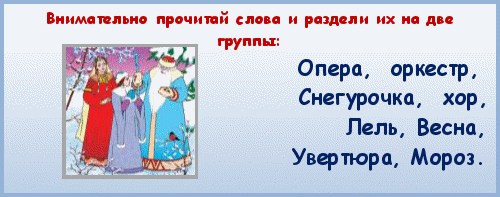 Внимательно прочитай слова и раздели их на две
группы:
Опера, оркестр,
Снегурочка, хор,
Лель, Весна,
Увертюра, Мороз.